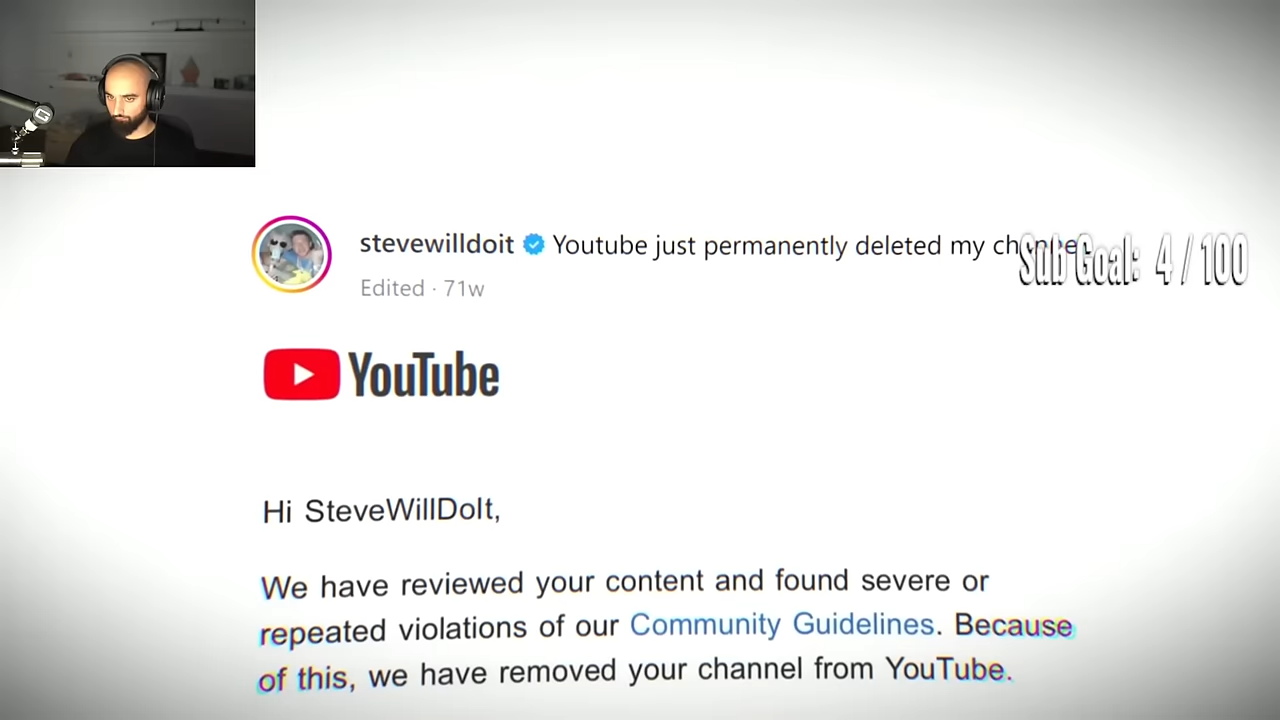 stevewilldoit Youtube just permanently deleted my channel
Sub Goal: 4 / 100
Edited · 71w
YouTube
Hi SteveWillDoIt,
We have reviewed your content and found severe or
repeated violations of our Community Guidelines. Because
of this, we have removed your channel from YouTube.